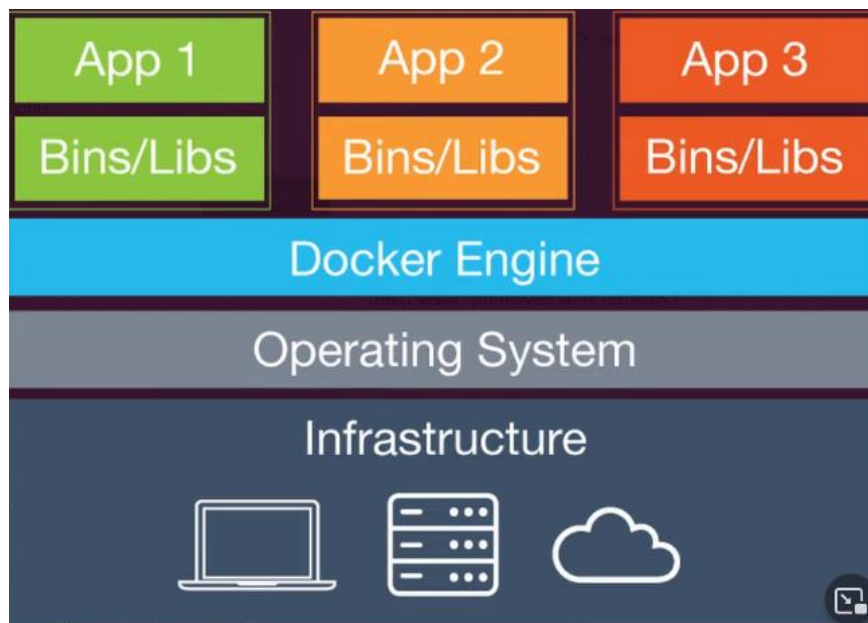 App 1
App 2
App 3
Bins/Libs
Bins/Libs
Bins/Libs
Docker Engine
Operating System
Infrastructure